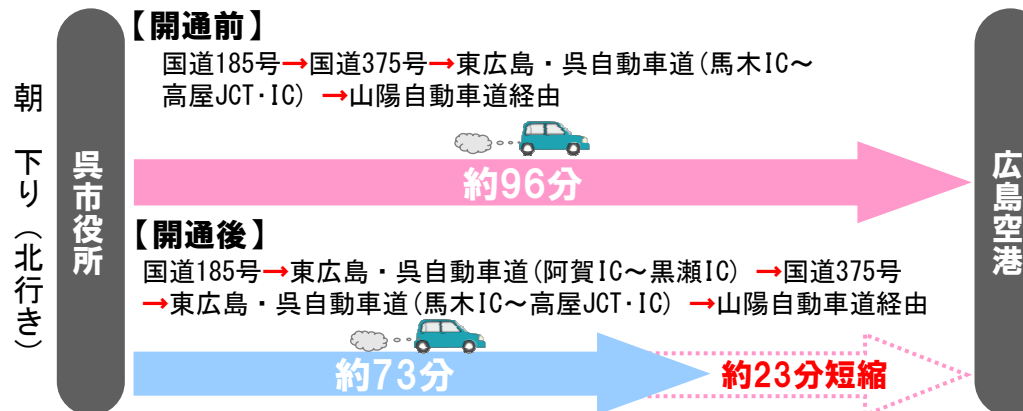 朝 下り（北行き）
呉市役所
【開通前】
国道185号→国道375号→東広島・呉自動車道(馬木IC～
高屋JCT･IC) →山陽自動車道経由
約96分
【開通後】
国道185号→東広島・呉自動車道(阿賀IC～黒瀬IC) →国道375号
→東広島・呉自動車道(馬木IC～高屋JCT･IC) →山陽自動車道経由
約73分
約23分短縮
広島空港